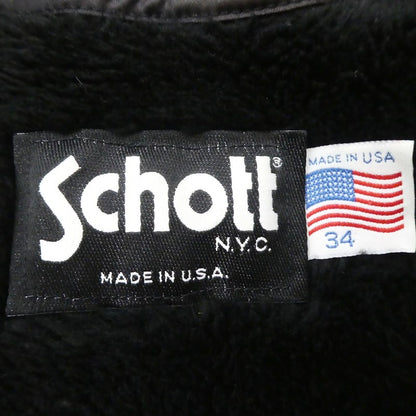 Schott®
N.Y.C.
MADE IN U.S.A.
MADE IN USA
34